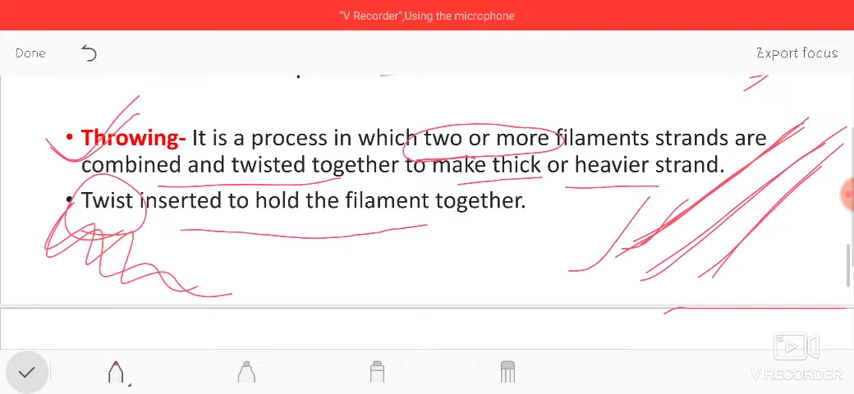 "V Recorder",Using the microphone
Done
Export focus
• Throwing- It is a process in which two or more filaments strands are
combined and twisted together to make thick or heavier strand.
• Twist inserted to hold the filament together.
V RECORDER